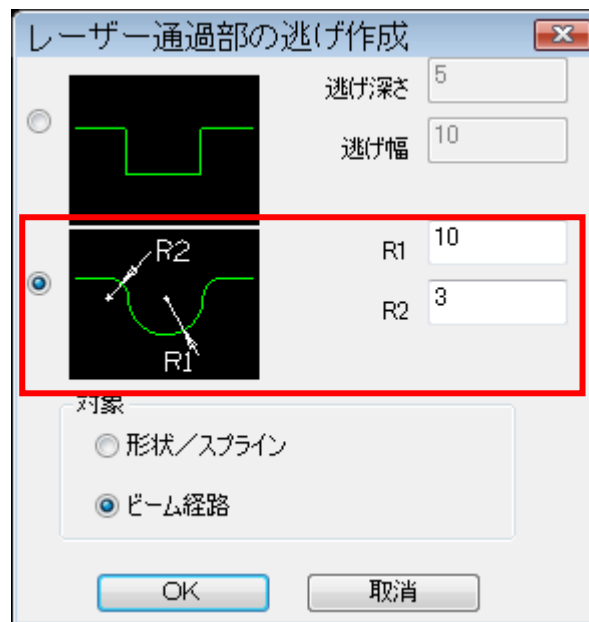 レーザー通過部の逃げ作成
逃げ深さ 5
逃げ幅 10
R2
R1
R1 10
R2 3
対象
形状／スプライン
ビーム経路
OK 取消